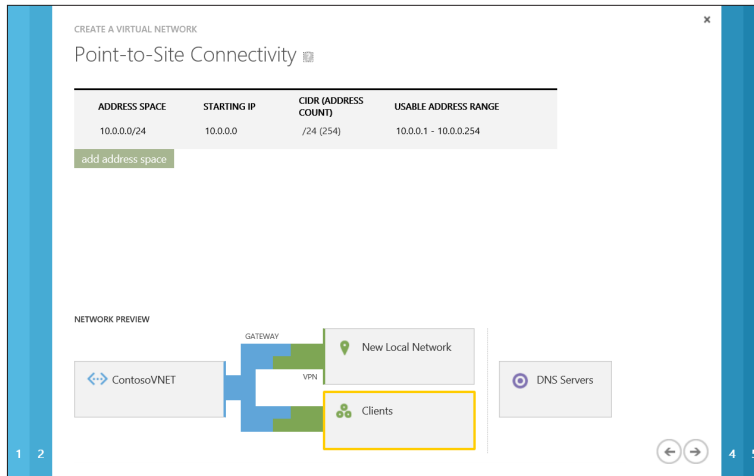 CREATE A VIRTUAL NETWORK
Point-to-Site Connectivity
ADDRESS SPACE STARTING IP CIDR (ADDRESS COUNT) USABLE ADDRESS RANGE
10.0.0.0/24 10.0.0.0 /24 (254) 10.0.0.1 - 10.0.0.254
add address space
NETWORK PREVIEW
GATEWAY
New Local Network
ContosoVNET
VPN
DNS Servers
Clients
1 2 4